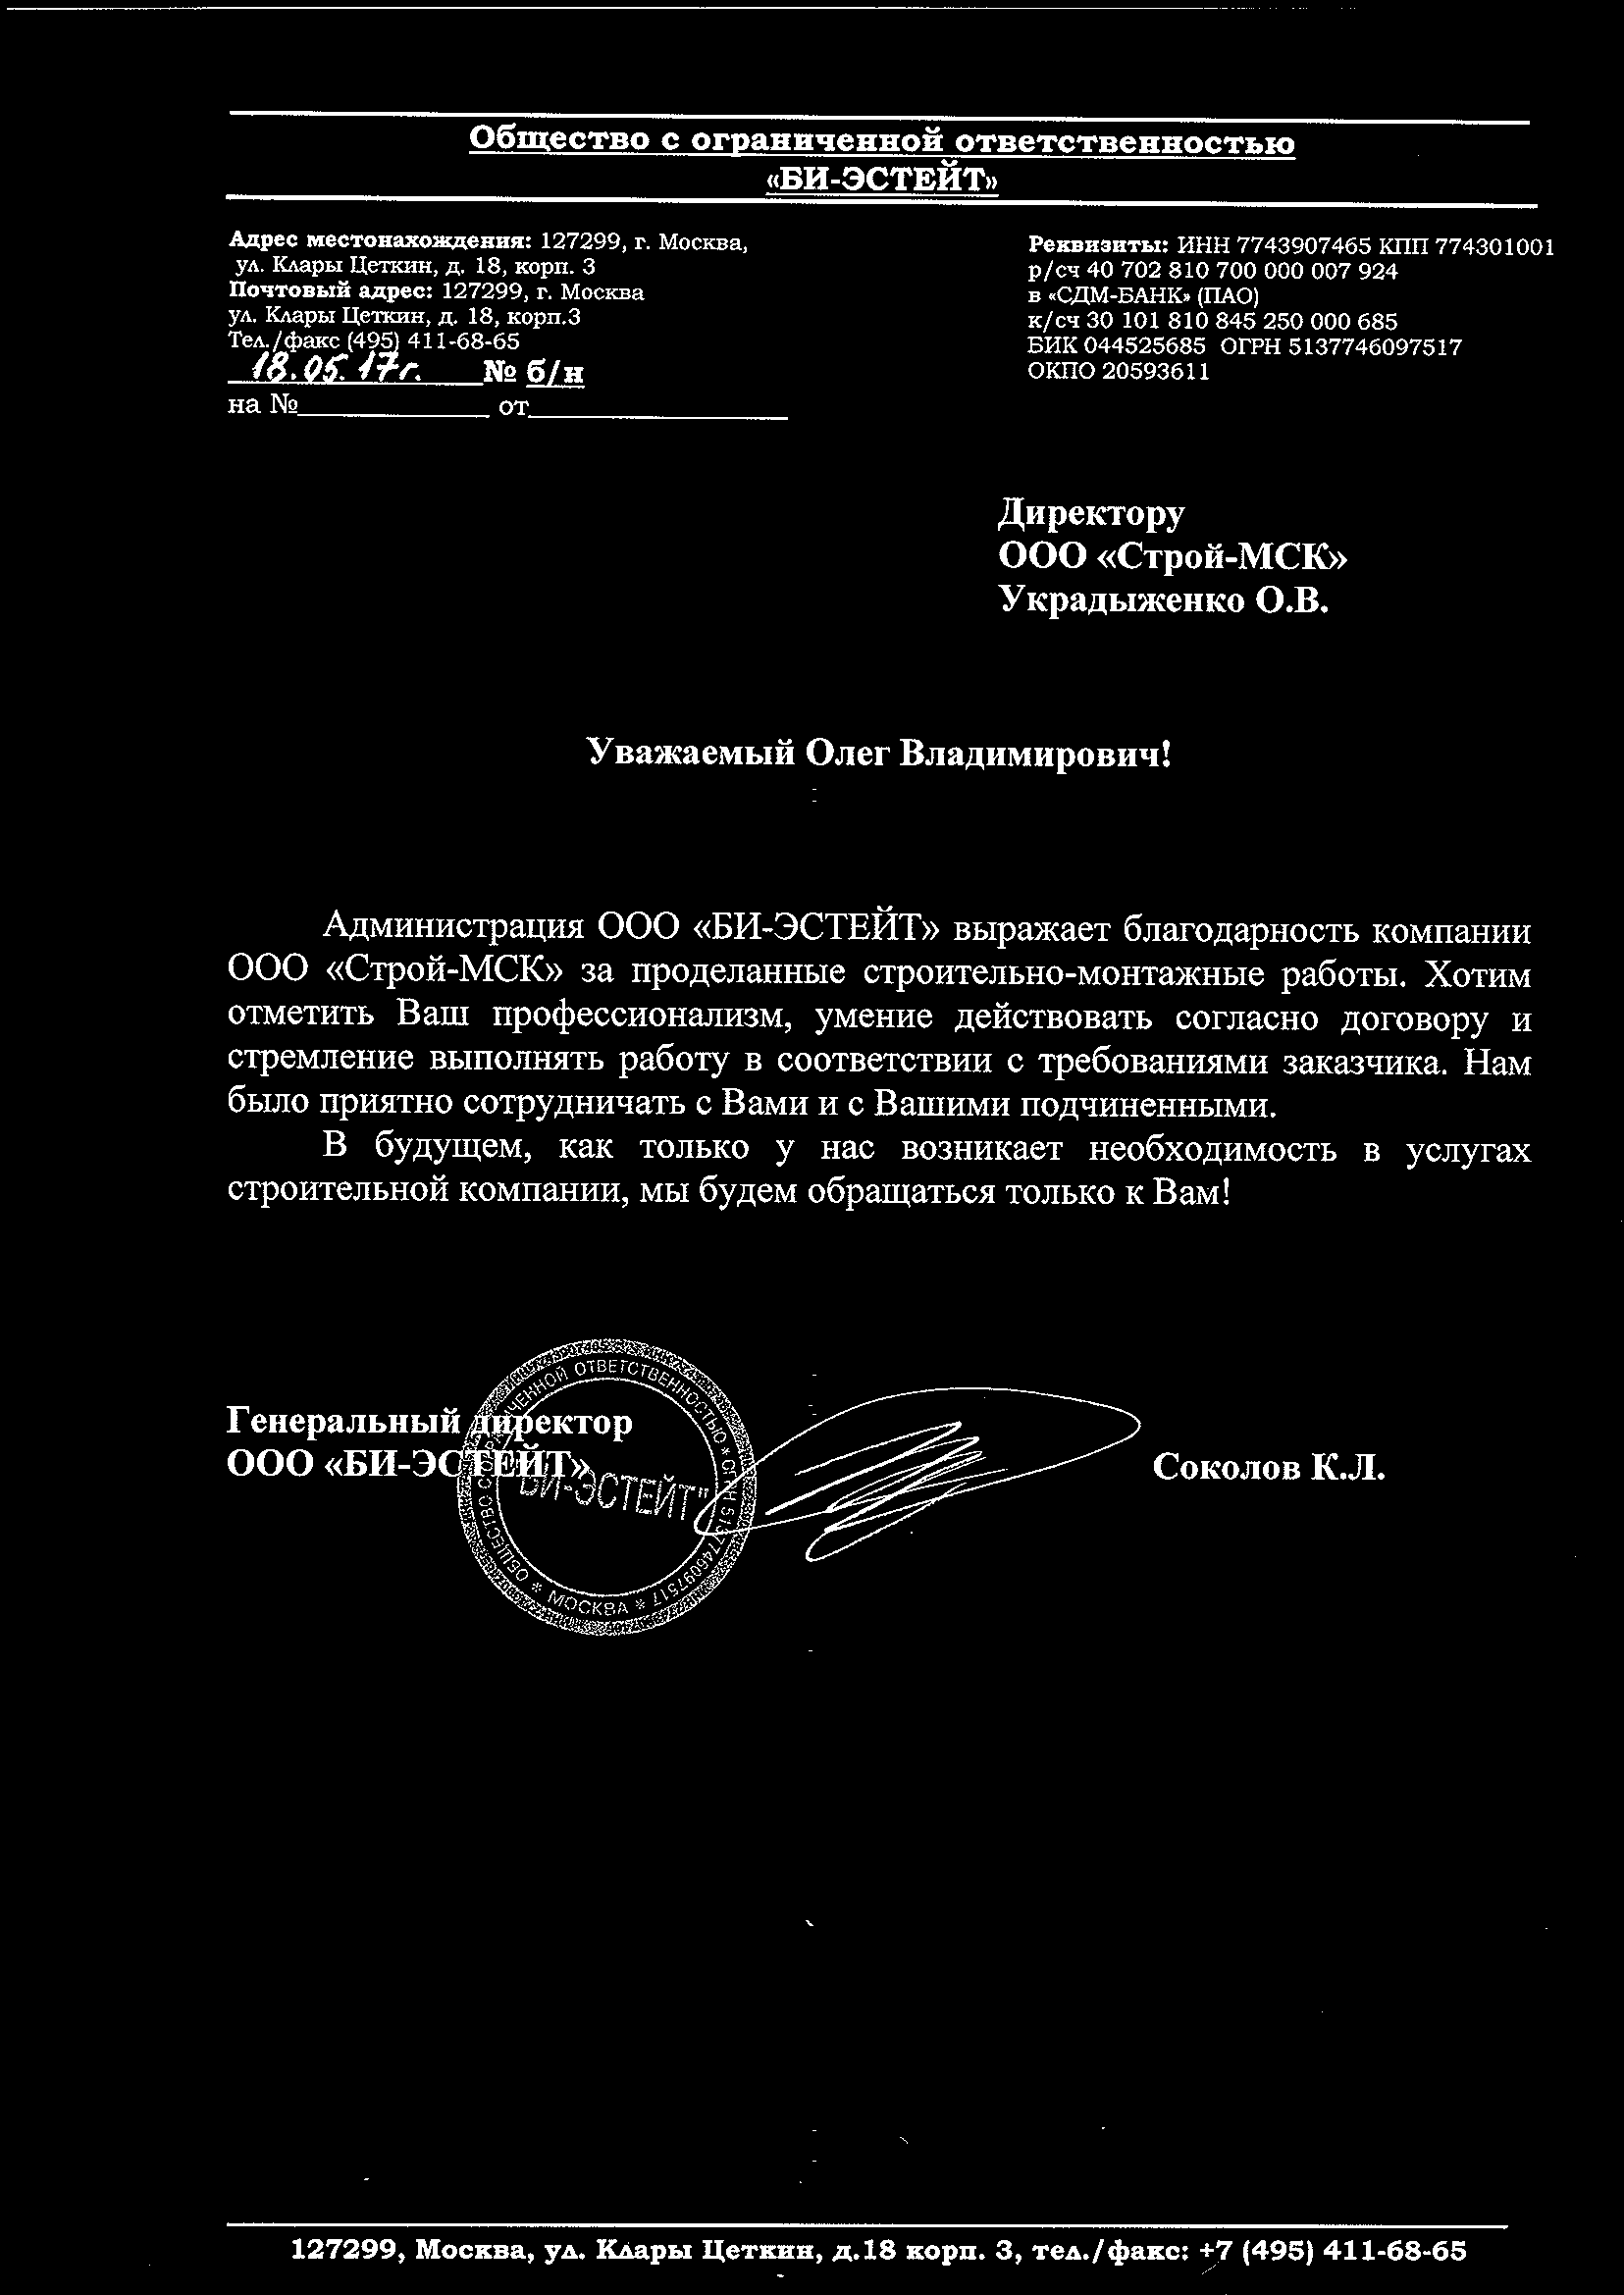 Общество с ограниченной ответственностью
«БИ-ЭСТЕЙТ»
Адрес местонахождения: 127299, г. Москва,
ул. Клары Цеткин, д. 18, корп. 3
Почтовый адрес: 127299, г. Москва
ул. Клары Цеткин, д. 18, корп.3
Тел./факс (495) 411-68-65
18.05.17г. № б/н
на №____________ от________________
Реквизиты: ИНН 7743907465 КПП 774301001
р/сч 40 702 810 700 000 007 924
в «СДМ-БАНК» (ПАО)
к/сч 30 101 810 845 250 000 685
БИК 044525685 ОГРН 5137746097517
ОКПО 20593611
Директору
ООО «Строй-МСК»
Украдыженко О.В.
Уважаемый Олег Владимирович!
Администрация ООО «БИ-ЭСТЕЙТ» выражает благодарность компании
ООО «Строй-МСК» за проделанные строительно-монтажные работы. Хотим
отметить Ваш профессионализм, умение действовать согласно договору и
стремление выполнять работу в соответствии с требованиями заказчика. Нам
было приятно сотрудничать с Вами и с Вашими подчиненными.
В будущем, как только у нас возникает необходимость в услугах
строительной компании, мы будем обращаться только к Вам!
Генеральный директор
ООО «БИ-ЭСТЕЙТ»
Соколов К.Л.
"БИ-ЭСТЕЙТ"
ОБЩЕСТВО С ОГРАНИЧЕННОЙ ОТВЕТСТВЕННОСТЬЮ * ОГРН 5137746097517 * МОСКВА *
127299, Москва, ул. Клары Цеткин, д.18 корп. 3, тел./факс: +7 (495) 411-68-65